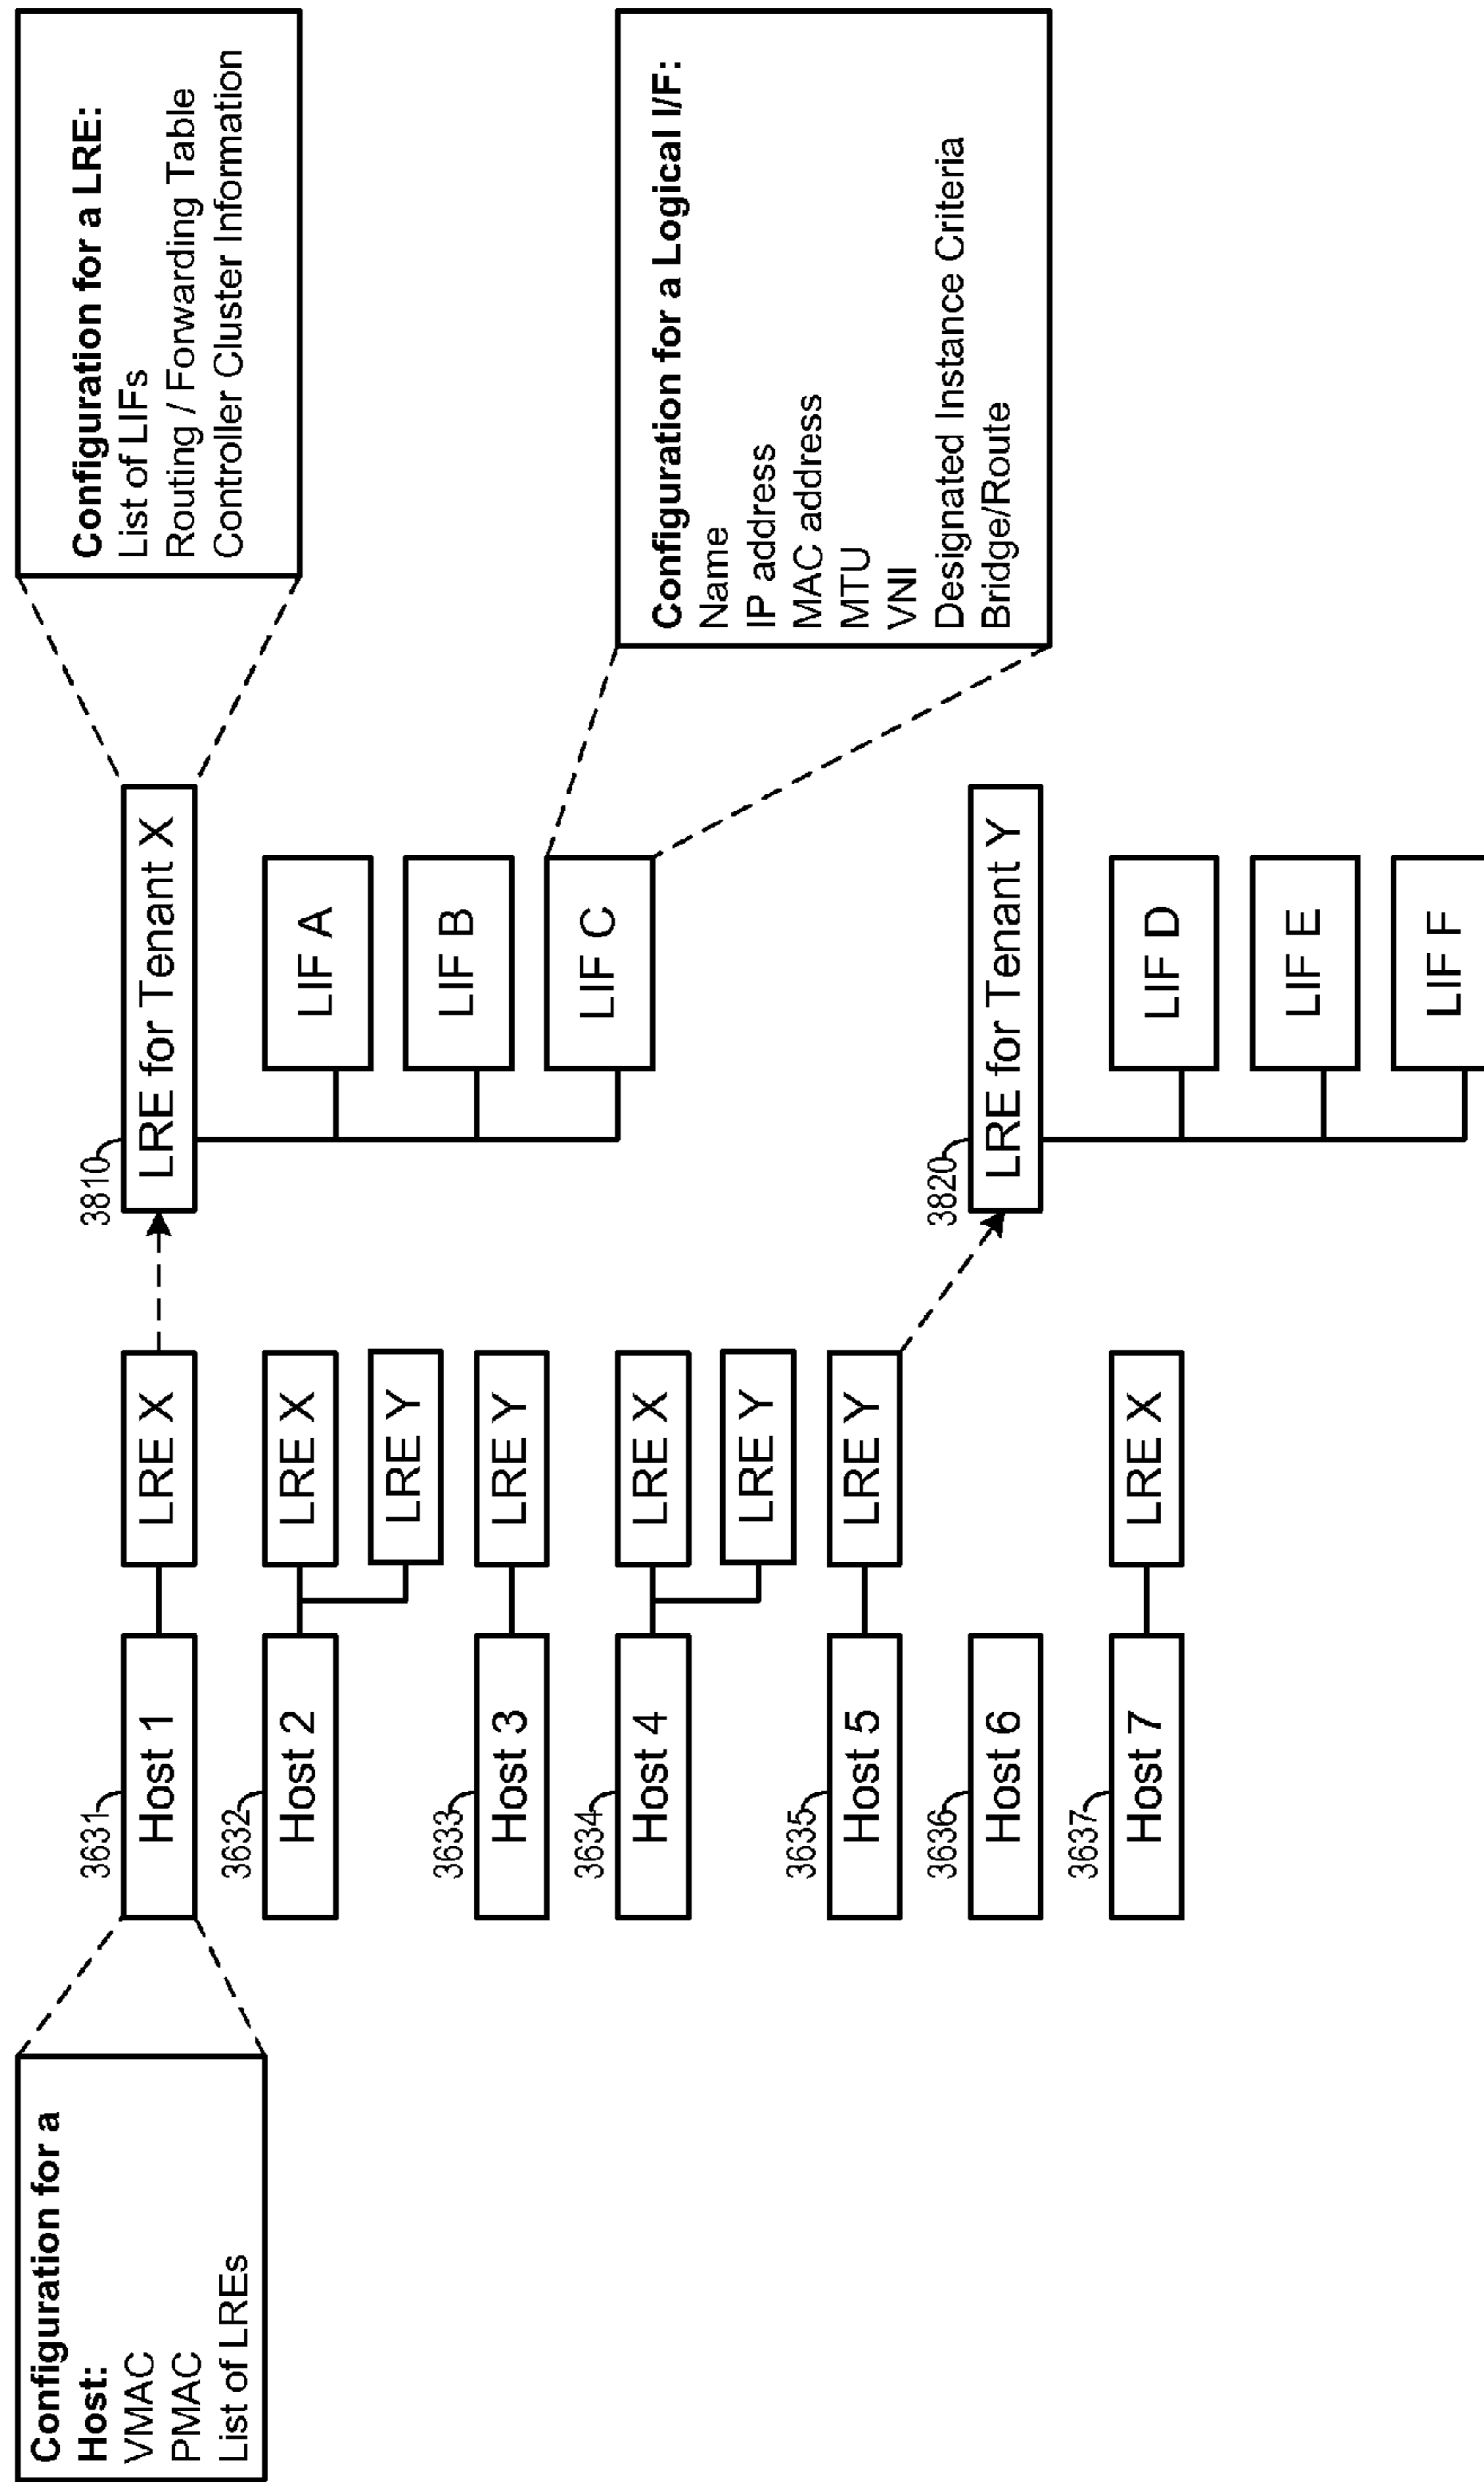 Configuration for a
Host:
VMAC
PMAC
List of LREs
3631
Host 1
LRE X
3632
Host 2
LRE X
LRE Y
3633
Host 3
LRE Y
3634
Host 4
LRE X
LRE Y
3635
Host 5
LRE Y
3636
Host 6
3637
Host 7
LRE X
3810
LRE for Tenant X
LIF A
LIF B
LIF C
3820
LRE for Tenant Y
LIF D
LIF E
LIF F
Configuration for a LRE:
List of LIFs
Routing / Forwarding Table
Controller Cluster Information
Configuration for a Logical I/F:
Name
IP address
MAC address
MTU
VNI
Designated Instance Criteria
Bridge/Route